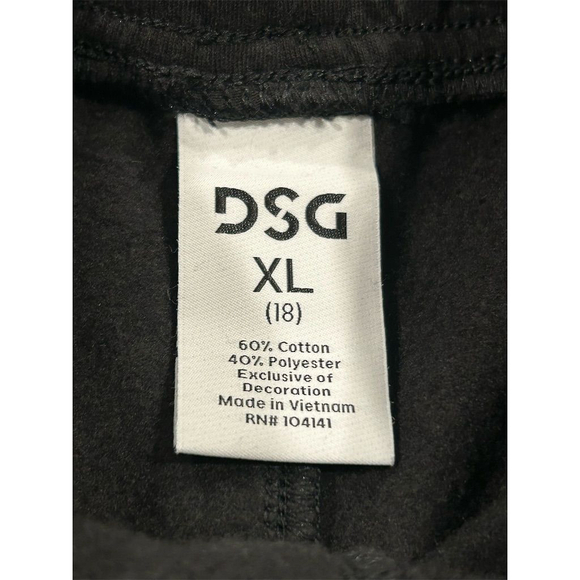 DSG
XL
(18)
60% Cotton
40% Polyester
Exclusive of
Decoration
Made in Vietnam
RN# 104141